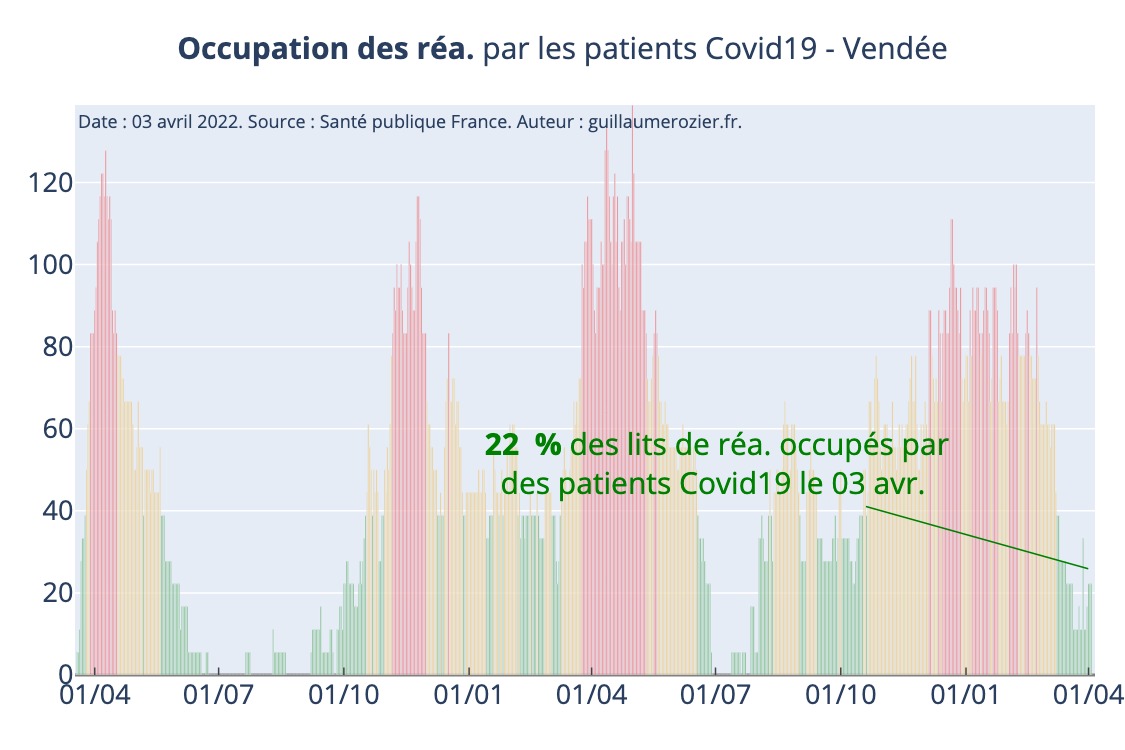 Occupation des réa. par les patients Covid19 - Vendée
Date : 03 avril 2022. Source : Santé publique France. Auteur : guillaumerozier.fr.
120
100
80
60
40
20
0
22 % des lits de réa. occupés par
des patients Covid19 le 03 avr.
01/04 01/07 01/10 01/01 01/04 01/07 01/10 01/01 01/04